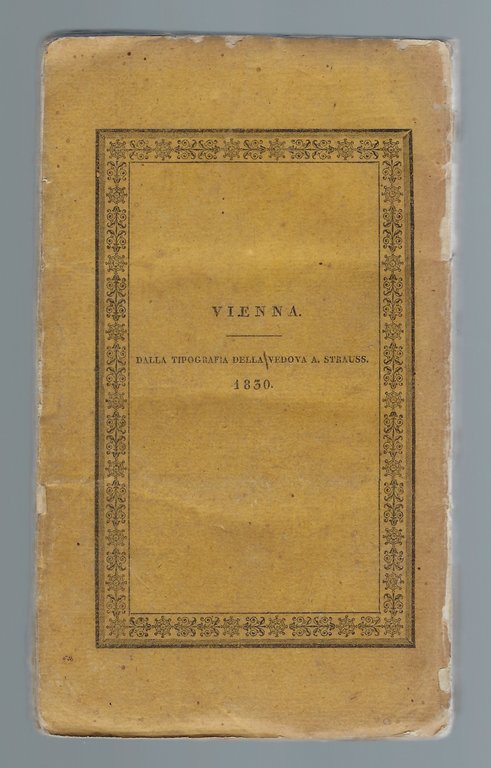 VIENNA.
DALLA TIPOGRAFIA DELLA VEDOVA A. STRAUSS.
1830.